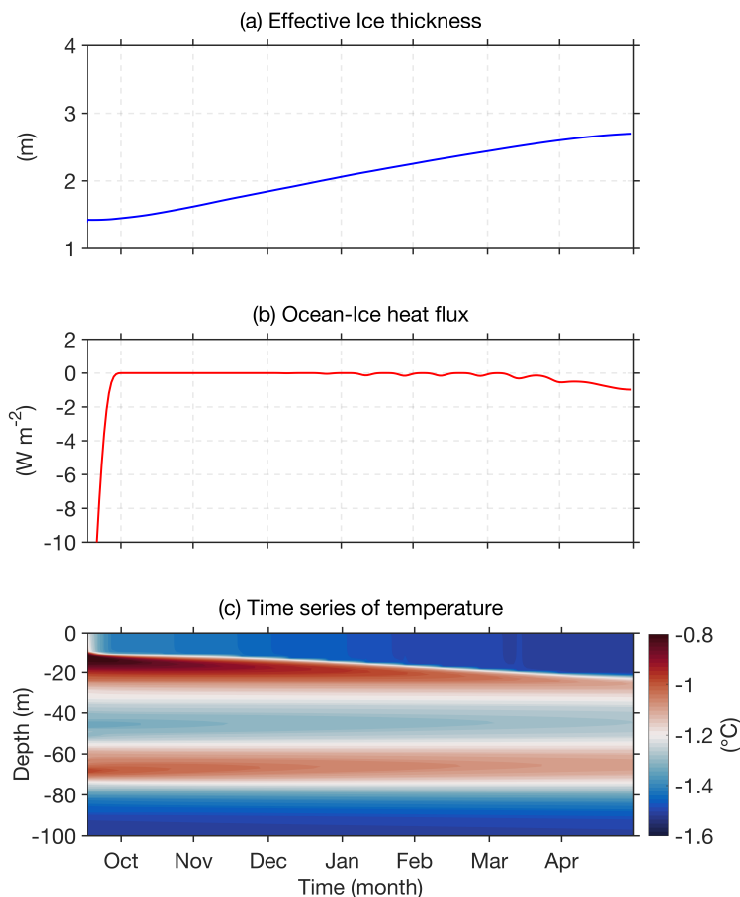 (a) Effective Ice thickness
4
3
2
1
(m)
(b) Ocean-Ice heat flux
2
0
-2
-4
-6
-8
-10
(W m-2)
(c) Time series of temperature
0
-20
-40
-60
-80
-100
Depth (m)
Oct Nov Dec Jan Feb Mar Apr
Time (month)
-0.8
-1
-1.2
-1.4
-1.6
(°C)